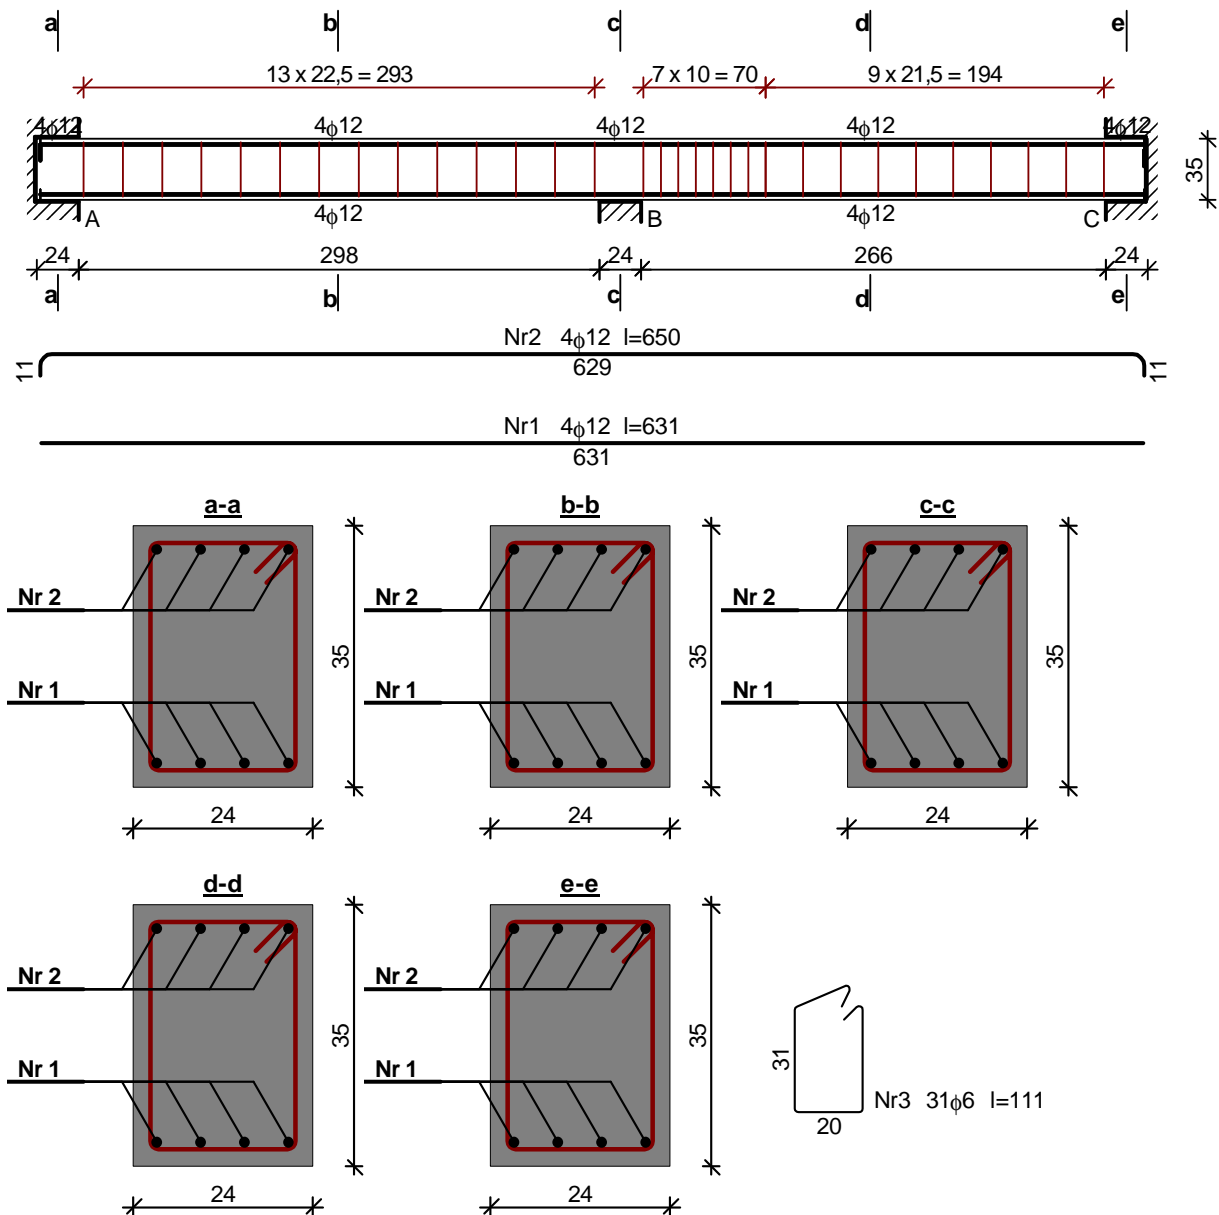 a b c d e
13 x 22,5 = 293 7 x 10 = 70 9 x 21,5 = 194
4ϕ12 4ϕ12 4ϕ12 4ϕ12 4ϕ12
35
A 4ϕ12 B 4ϕ12 C
24 298 24 266 24
a b c d e
Nr2 4ϕ12 l=650
11 629 11
Nr1 4ϕ12 l=631
631
a-a b-b c-c
Nr 2 Nr 2 Nr 2
35 35 35
Nr 1 Nr 1 Nr 1
24 24 24
d-d e-e
Nr 2 Nr 2
35 35
31
Nr 1 Nr 1
Nr3 31ϕ6 l=111
20
24 24